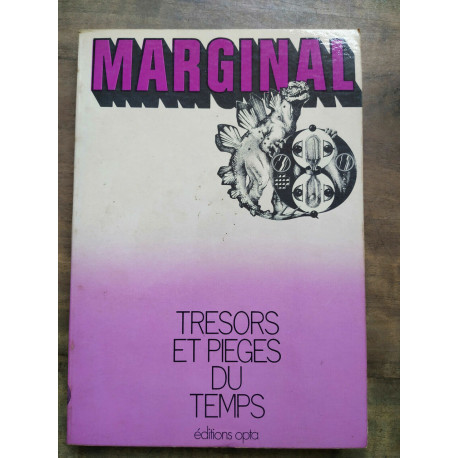 MARGINAL
TRESORS
ET PIEGES
DU
TEMPS
éditions opta